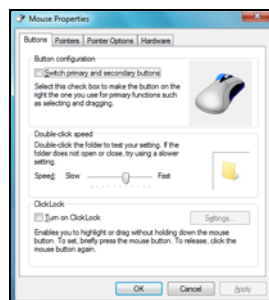 Mouse Properties
Buttons Pointers Pointer Options Hardware
Button configuration
Switch primary and secondary buttons
Select this check box to make the button on the
right the one you use for primary functions such
as selecting and dragging.
Double-click speed
Double-click the folder to test your setting. If the
folder does not open or close, try using a slower
setting.
Speed: Slow Fast
ClickLock
Turn on ClickLock Settings...
Enables you to highlight or drag without holding down the mouse
button. To set, briefly press the mouse button. To release, click the
mouse button again.
OK Cancel Apply